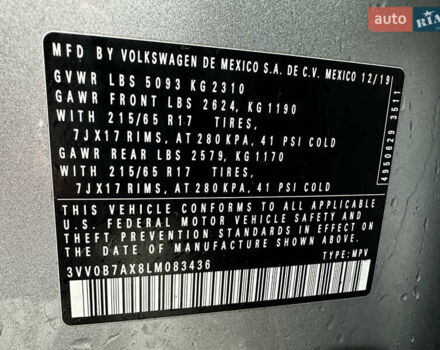 AUTO
RIA
MFD BY VOLKSWAGEN DE MEXICO S.A. DE C.V. MEXICO 12/19
GVWR LBS 5093 KG 2310
GAWR FRONT LBS 2624, KG 1190
WITH 215/65 R17 TIRES,
7JX17 RIMS, AT 280 KPA, 41 PSI COLD
GAWR REAR LBS 2579, KG 1170
WITH 215/65 R17 TIRES,
7JX17 RIMS, AT 280 KPA, 41 PSI COLD
THIS VEHICLE CONFORMS TO ALL APPLICABLE
U.S. FEDERAL MOTOR VEHICLE SAFETY AND
THEFT PREVENTION STANDARDS IN EFFECT ON
THE DATE OF MANUFACTURE SHOWN ABOVE.
3VV0B7AX8LM083436 TYPE: MPV
4950629 3511